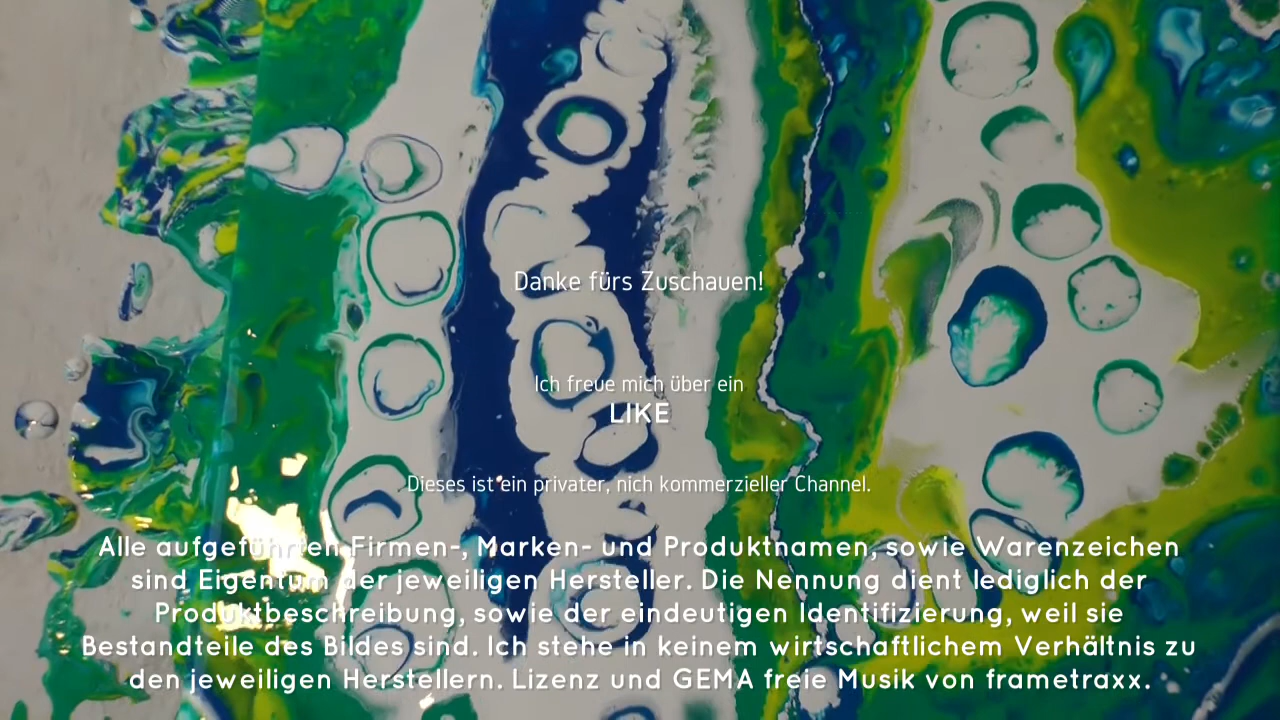 Danke fürs Zuschauen!
Ich freue mich über ein
LIKE
Dieses ist ein privater, nich kommerzieller Channel.
Alle aufgeführten Firmen-, Marken- und Produktnamen, sowie Warenzeichen
sind Eigentum der jeweiligen Hersteller. Die Nennung dient lediglich der
Produktbeschreibung, sowie der eindeutigen Identifizierung, weil sie
Bestandteile des Bildes sind. Ich stehe in keinem wirtschaftlichem Verhältnis zu
den jeweiligen Herstellern. Lizenz und GEMA freie Musik von frametraxx.